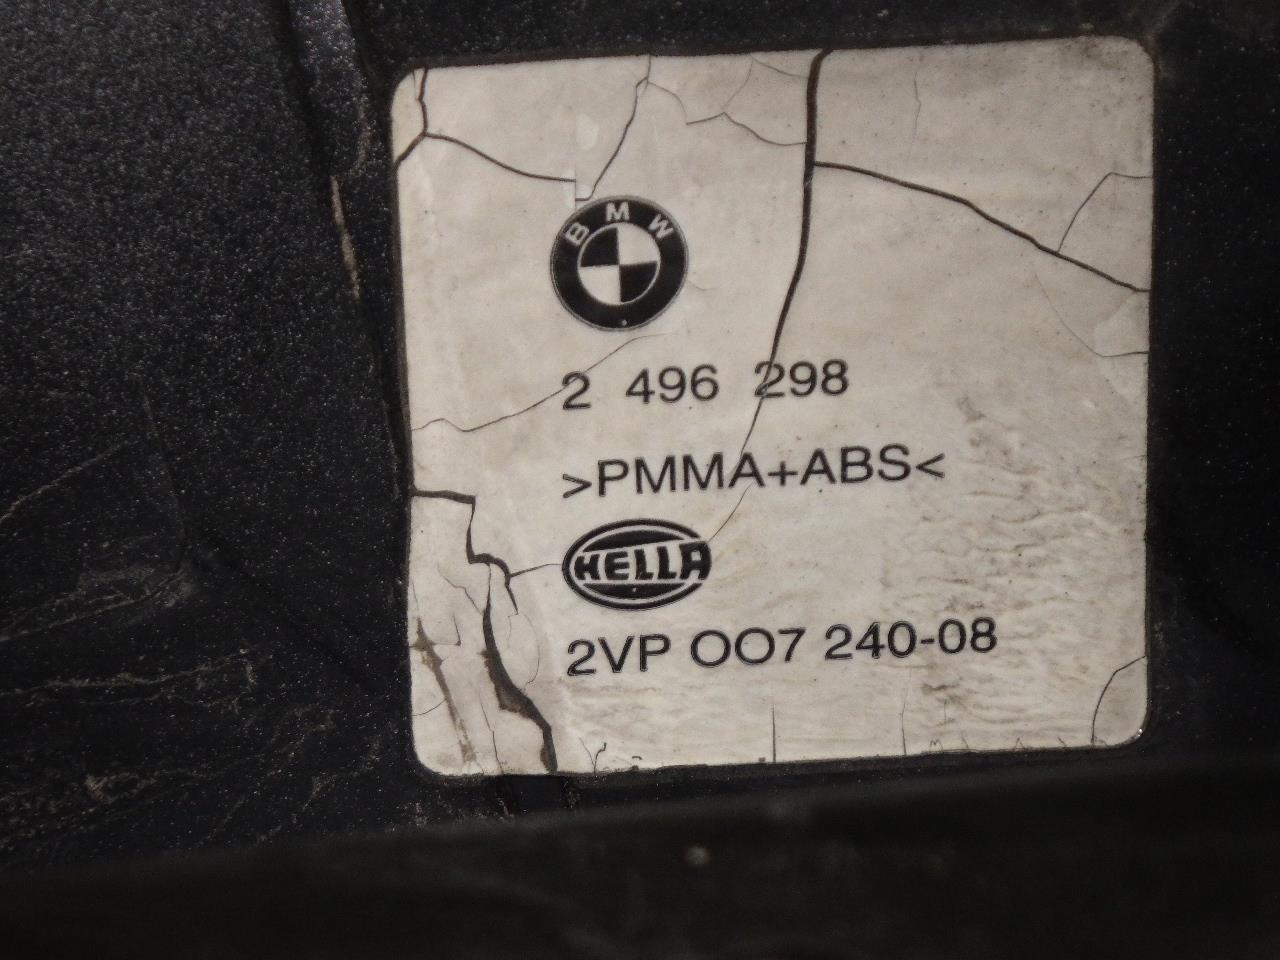 BMW
2 496 298
>PMMA+ABS<
HELLA
2VP 007 240-08